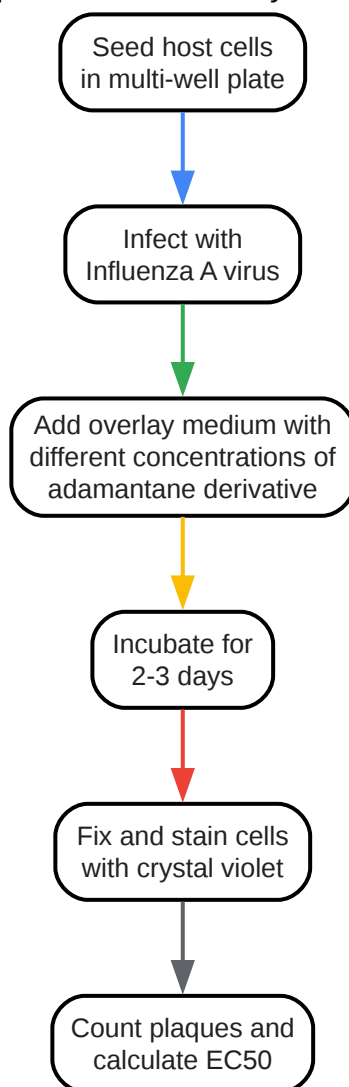 Seed host cells
in multi-well plate
Infect with
Influenza A virus
Add overlay medium with
different concentrations of
adamantane derivative
Incubate for
2-3 days
Fix and stain cells
with crystal violet
Count plaques and
calculate EC50